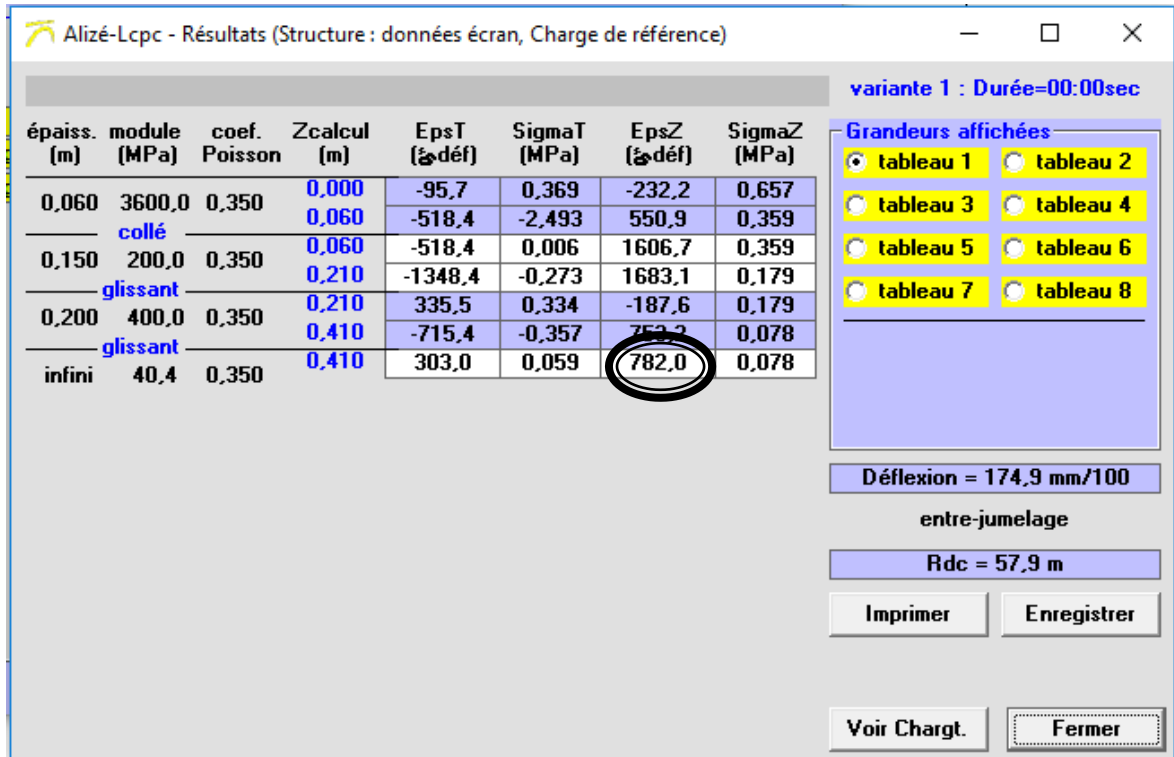 Alizé-Lcpc - Résultats (Structure : données écran, Charge de référence)
variante 1 : Durée=00:00sec
épaiss. module coef. Zcalcul EpsT SigmaT EpsZ SigmaZ
(m) (MPa) Poisson (m) (déf) (MPa) (déf) (MPa)
0,000 -95,7 0,369 -232,2 0,657
0,060 3600,0 0,350
0,060 -518,4 -2,493 550,9 0,359
collé
0,060 -518,4 0,006 1606,7 0,359
0,150 200,0 0,350
0,210 -1348,4 -0,273 1683,1 0,179
glissant
0,210 335,5 0,334 -187,6 0,179
0,200 400,0 0,350
0,410 -715,4 -0,357 0,078
glissant
0,410 303,0 0,059 782,0 0,078
infini 40,4 0,350
Grandeurs affichées
tableau 1 tableau 2
tableau 3 tableau 4
tableau 5 tableau 6
tableau 7 tableau 8
Déflexion = 174,9 mm/100
entre-jumelage
Rdc = 57,9 m
Imprimer Enregistrer
Voir Chargt. Fermer